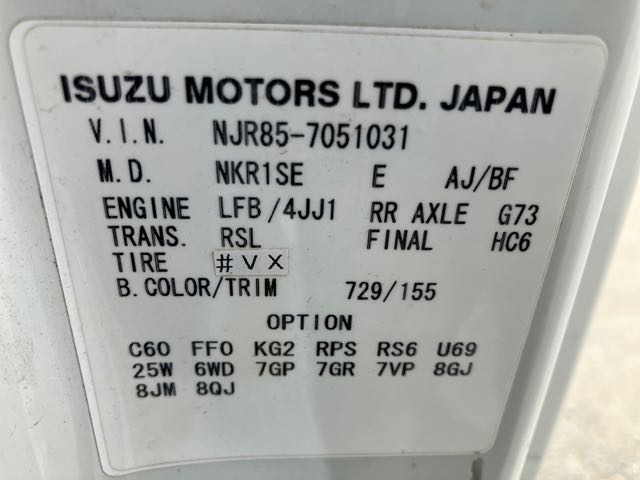 ISUZU MOTORS LTD. JAPAN
V.I.N. NJR85-7051031
M.D. NKR1SE E AJ/BF
ENGINE LFB/4JJ1 RR AXLE G73
TRANS. RSL FINAL HC6
TIRE #VX
B.COLOR/TRIM 729/155
OPTION
C60 FF0 KG2 RPS RS6 U69
25W 6WD 7GP 7GR 7VP 8GJ
8JM 8QJ